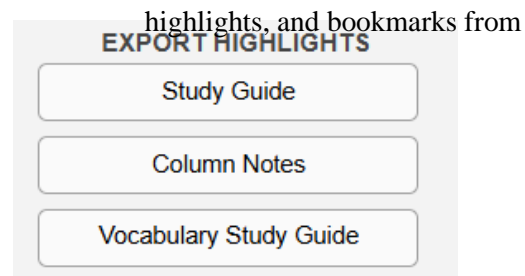 highlights, and bookmarks from
EXPORT HIGHLIGHTS
Study Guide
Column Notes
Vocabulary Study Guide